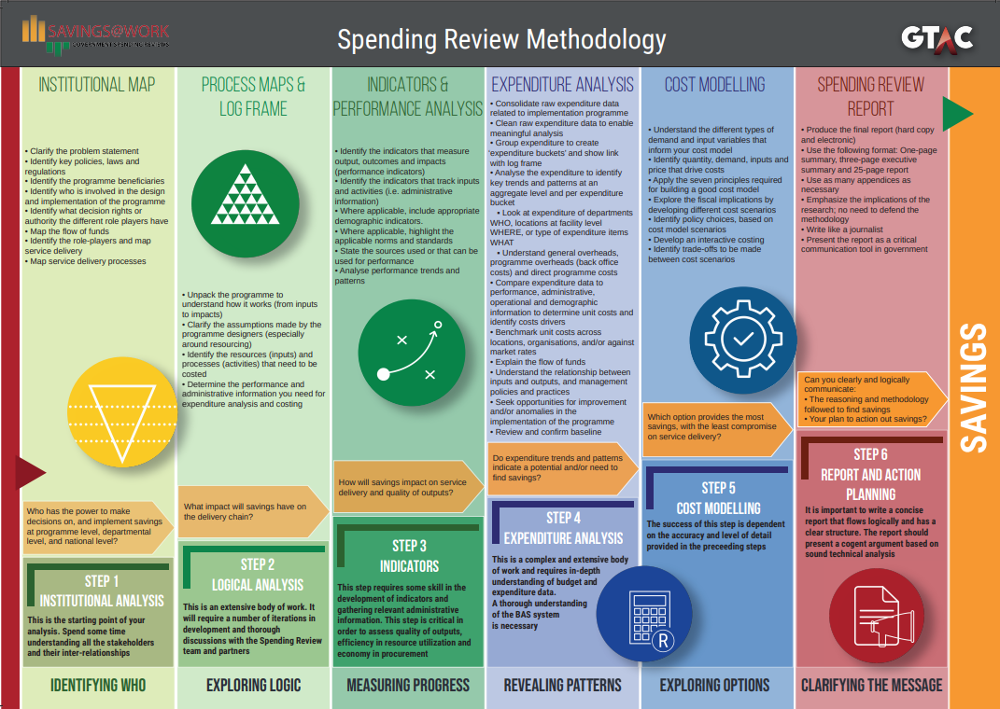 SAVINGS@WORK
GOVERNMENT SPENDING REVIEWS
Spending Review Methodology
GTAC
INSTITUTIONAL MAP
• Clarify the problem statement
• Identify key policies, laws and
regulations
• Identify the programme beneficiaries
• Identify who is involved in the design
and implementation of the programme
• Identify what decision rights or
authority the different role players have
• Map the flow of funds
• Identify the role-players and map
service delivery
• Map service delivery processes
Who has the power to make
decisions on, and implement savings
at programme level, departmental
level, and national level?
STEP 1
INSTITUTIONAL ANALYSIS
This is the starting point of your
analysis. Spend some time
understanding all the stakeholders
and their inter-relationships
IDENTIFYING WHO
PROCESS MAPS &
LOG FRAME
• Unpack the programme to
understand how it works (from inputs
to impacts)
• Clarify the assumptions made by the
programme designers (especially
around resourcing)
• Identify the resources (inputs) and
processes (activities) that need to be
costed
• Determine the performance and
administrative information you need for
expenditure analysis and costing
What impact will savings have on
the delivery chain?
STEP 2
LOGICAL ANALYSIS
This is an extensive body of work. It
will require a number of iterations in
development and thorough
discussions with the Spending Review
team and partners
EXPLORING LOGIC
INDICATORS &
PERFORMANCE ANALYSIS
• Identify the indicators that measure
output, outcomes and impacts
(performance indicators)
• Identify the indicators that track inputs
and activities (i.e. administrative
information)
• Where applicable, include appropriate
demographic indicators.
• Where applicable, highlight the
applicable norms and standards
• State the sources used or that can be
used for performance
• Analyse performance trends and
patterns
How will savings impact on service
delivery and quality of outputs?
STEP 3
INDICATORS
This step requires some skill in the
development of indicators and
gathering relevant administrative
information. This step is critical in
order to assess quality of outputs,
efficiency in resource utilization and
economy in procurement
MEASURING PROGRESS
EXPENDITURE ANALYSIS
• Consolidate raw expenditure data
related to implementation programme
• Clean raw expenditure data to enable
meaningful analysis
• Group expenditure to create
'expenditure buckets' and show link
with log frame
• Analyse the expenditure to identify
key trends and patterns at an
aggregate level and per expenditure
bucket
• Look at expenditure of departments
WHO, locations at facility level
WHERE, or type of expenditure items
WHAT
• Understand general overheads,
programme overheads (back office
costs) and direct programme costs
• Compare expenditure data to
performance, administrative,
operational and demographic
information to determine unit costs and
identify costs drivers
• Benchmark unit costs across
locations, organisations, and/or against
market rates
• Explain the flow of funds
• Understand the relationship between
inputs and outputs, and management
policies and practices
• Seek opportunities for improvement
and/or anomalies in the
implementation of the programme
• Review and confirm baseline
Do expenditure trends and patterns
indicate a potential and/or need to
find savings?
STEP 4
EXPENDITURE ANALYSIS
This is a complex and extensive body
of work and requires in-depth
understanding of budget and
expenditure data.
A thorough understanding
of the BAS system
is necessary
R
REVEALING PATTERNS
COST MODELLING
• Understand the different types of
demand and input variables that
inform your cost model
• Identify quantity, demand, inputs and
price that drive costs
• Apply the seven principles required
for building a good cost model
• Explore the fiscal implications by
developing different cost scenarios
• Identify policy choices, based on
cost model scenarios
• Develop an interactive costing
• Identify trade-offs to be made
between cost scenarios
Which option provides the most
savings, with the least compromise
on service delivery?
STEP 5
COST MODELLING
The success of this step is dependent
on the accuracy and level of detail
provided in the preceeding steps
EXPLORING OPTIONS
SPENDING REVIEW
REPORT
• Produce the final report (hard copy
and electronic)
• Use the following format: One-page
summary, three-page executive
summary and 25-page report
• Use as many appendices as
necessary
• Emphasize the implications of the
research; no need to defend the
methodology
• Write like a journalist
• Present the report as a critical
communication tool in government
Can you clearly and logically
communicate:
• The reasoning and methodology
followed to find savings
• Your plan to action out savings?
STEP 6
REPORT AND ACTION
PLANNING
It is important to write a concise
report that flows logically and has a
clear structure. The report should
present a cogent argument based on
sound technical analysis
CLARIFYING THE MESSAGE
SAVINGS